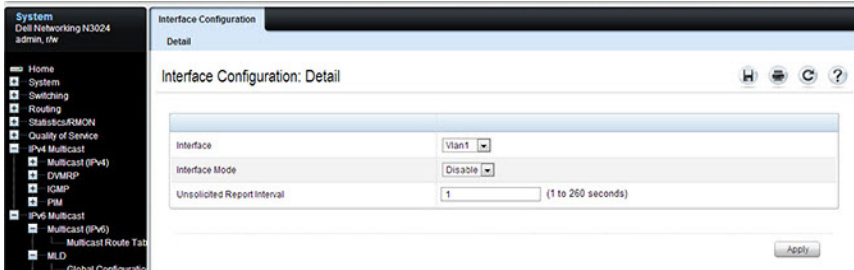 System
Dell Networking N3024
admin, r/w
Home
System
Switching
Routing
Statistics/RMON
Quality of Service
IPv4 Multicast
Multicast (IPv4)
DVMRP
IGMP
PIM
IPv6 Multicast
Multicast (IPv6)
Multicast Route Tab
MLD
Global Configuratio
Interface Configuration
Detail
Interface Configuration: Detail
Interface Vlan1
Interface Mode Disable
Unsolicited Report Interval 1 (1 to 260 seconds)
Apply